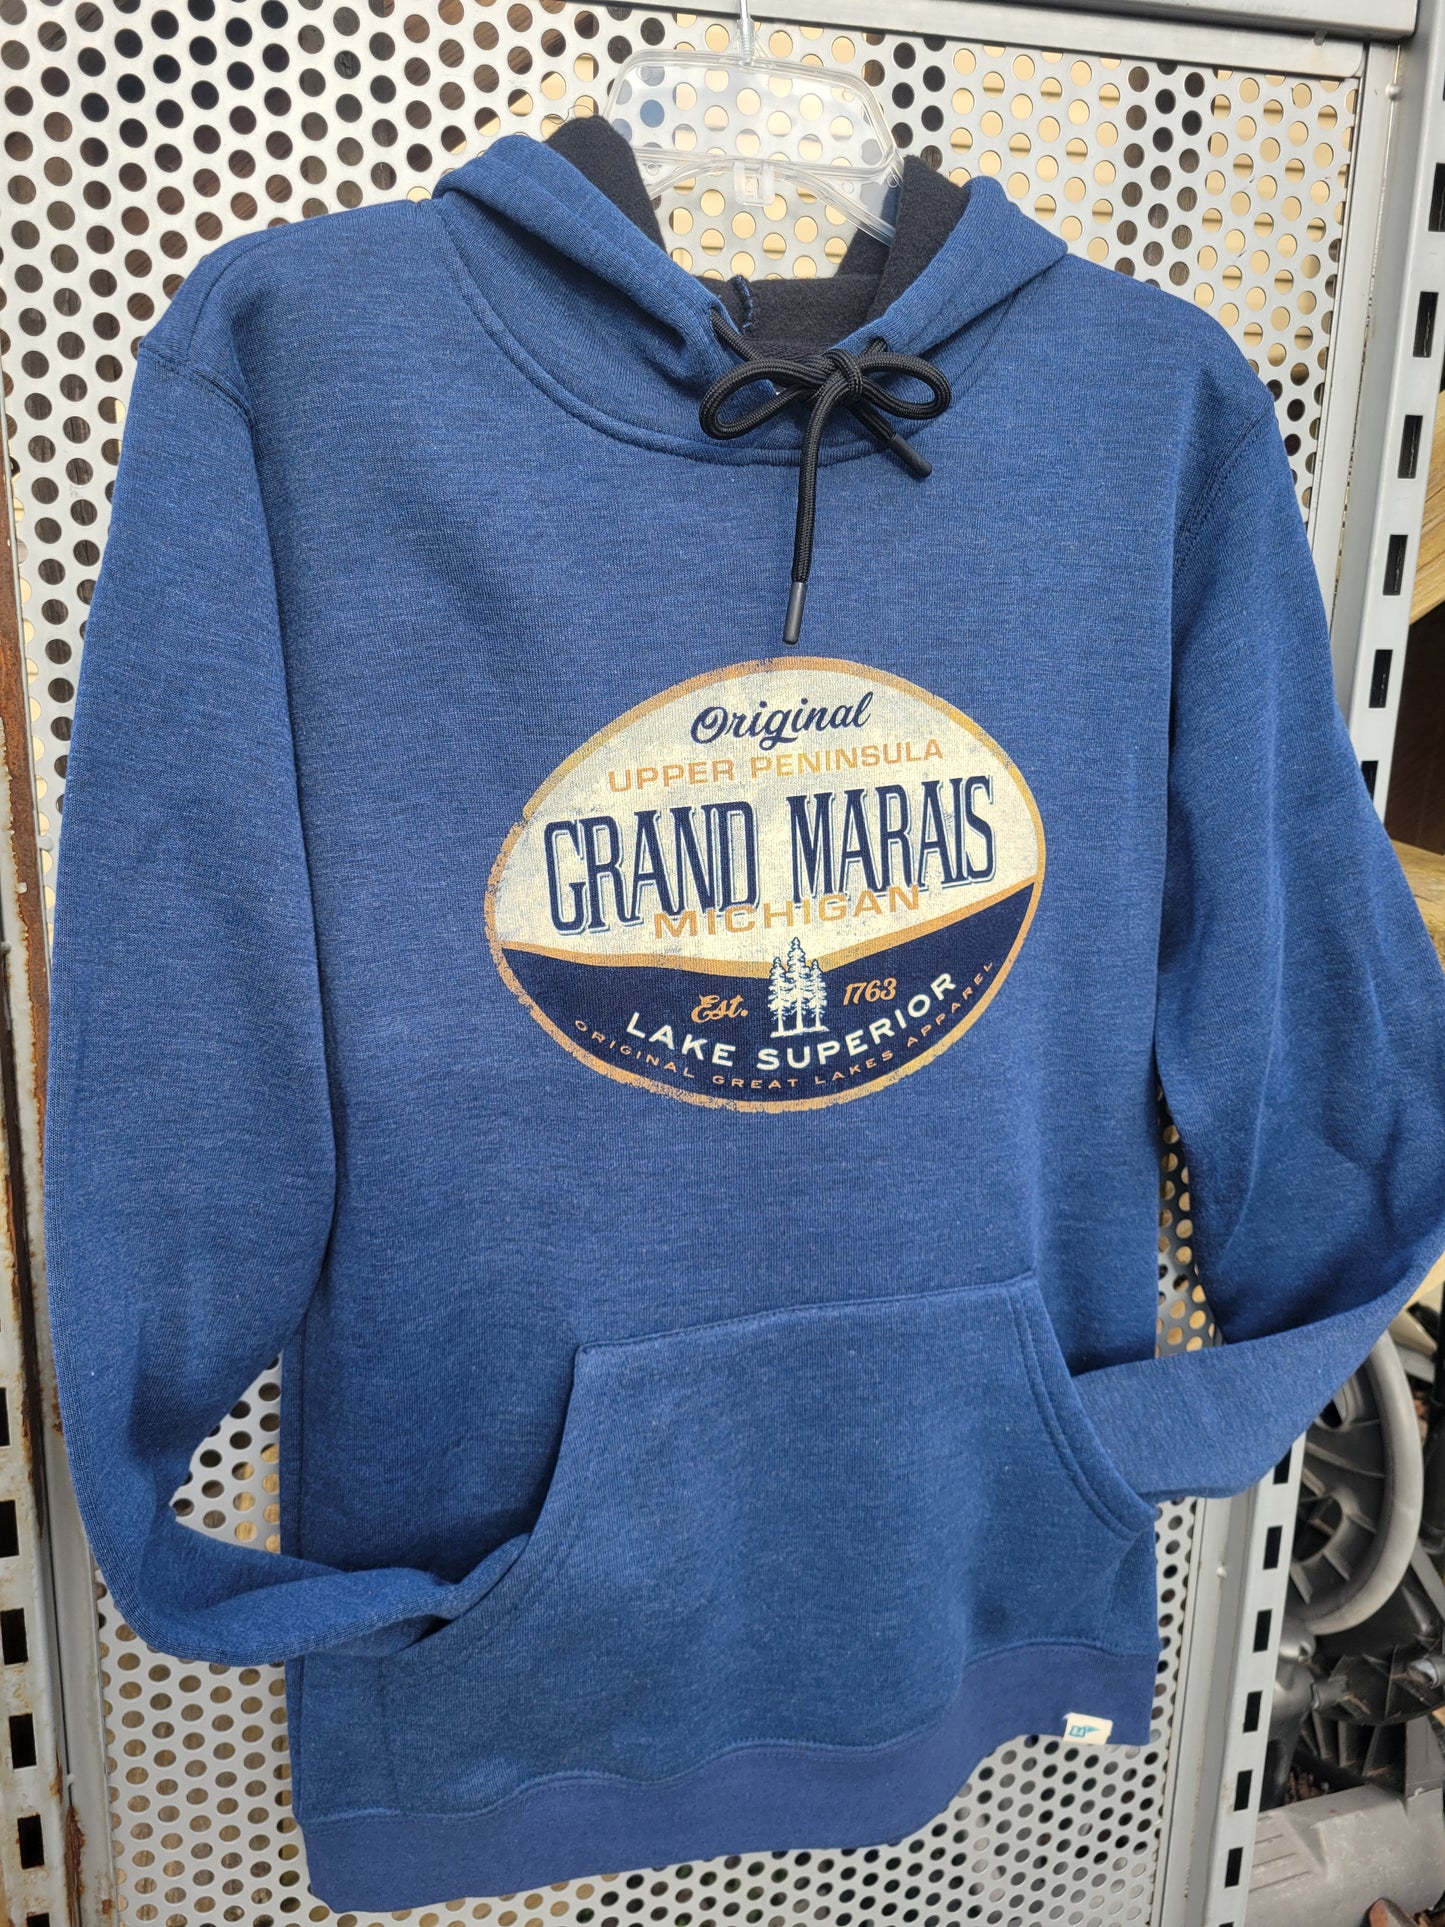 Original
UPPER PENINSULA
GRAND MARAIS
MICHIGAN
Est. 1763
LAKE SUPERIOR
ORIGINAL GREAT LAKES APPAREL